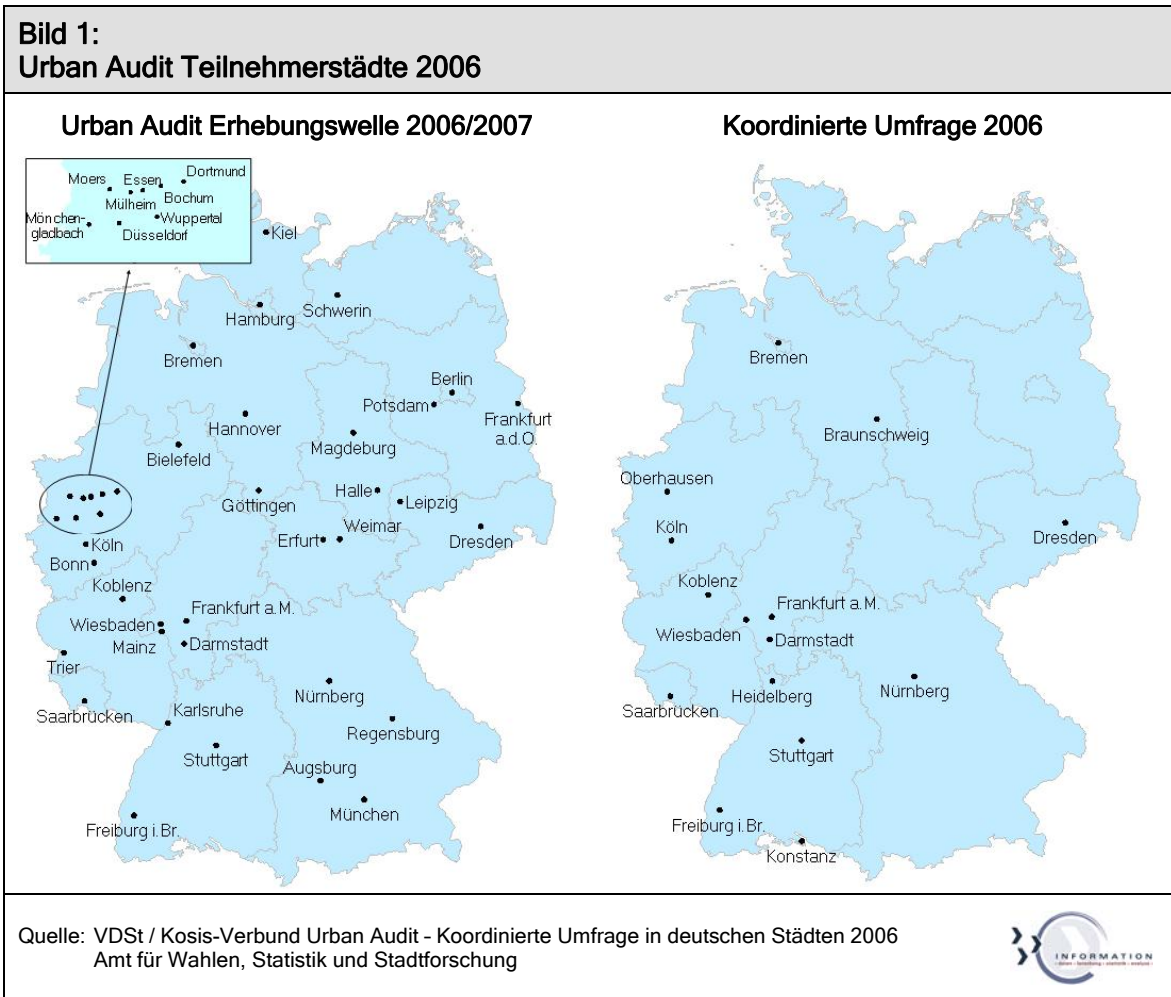 Bild 1:
Urban Audit Teilnehmerstädte 2006
Urban Audit Erhebungswelle 2006/2007
Moers
Essen
Dortmund
Mülheim
Bochum
Mönchen-
gladbach
Wuppertal
Düsseldorf
Kiel
Schwerin
Hamburg
Bremen
Berlin
Potsdam
Frankfurt
a.d.O.
Hannover
Magdeburg
Bielefeld
Göttingen
Halle
Leipzig
Weimar
Erfurt
Dresden
Köln
Bonn
Koblenz
Frankfurt a.M.
Wiesbaden
Mainz
Darmstadt
Trier
Nürnberg
Saarbrücken
Karlsruhe
Regensburg
Stuttgart
Augsburg
München
Freiburg i.Br.
Koordinierte Umfrage 2006
Bremen
Braunschweig
Oberhausen
Köln
Dresden
Koblenz
Frankfurt a.M.
Wiesbaden
Darmstadt
Heidelberg
Nürnberg
Saarbrücken
Stuttgart
Freiburg i.Br.
Konstanz
Quelle: VDSt / Kosis-Verbund Urban Audit - Koordinierte Umfrage in deutschen Städten 2006
Amt für Wahlen, Statistik und Stadtforschung
INFORMATION